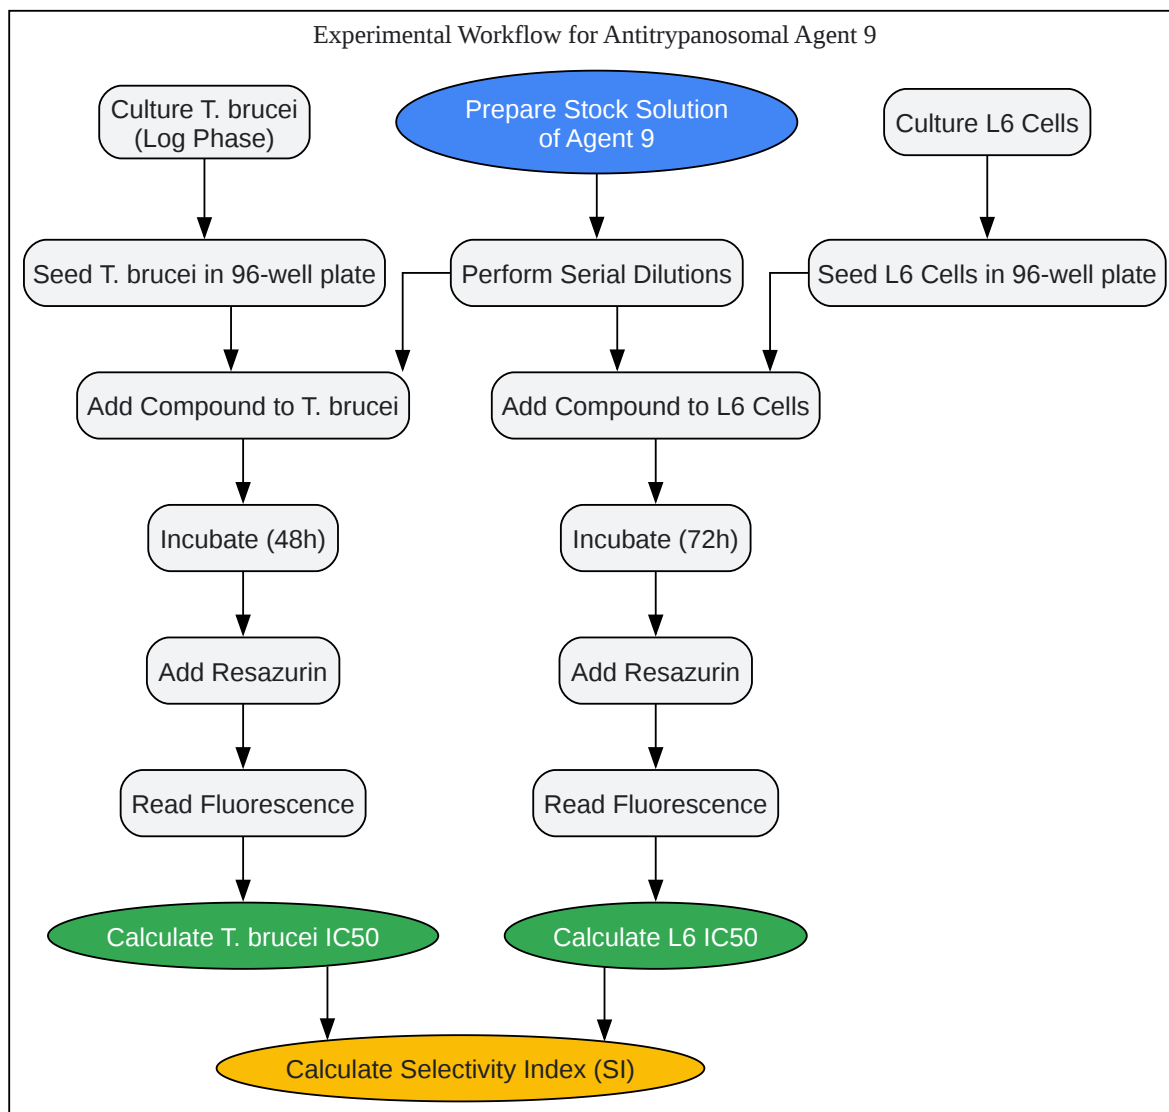 Experimental Workflow for Antitrypanosomal Agent 9
Culture T. brucei
(Log Phase)
Prepare Stock Solution
of Agent 9
Culture L6 Cells
Seed T. brucei in 96-well plate
Perform Serial Dilutions
Seed L6 Cells in 96-well plate
Add Compound to T. brucei
Add Compound to L6 Cells
Incubate (48h)
Incubate (72h)
Add Resazurin
Add Resazurin
Read Fluorescence
Read Fluorescence
Calculate T. brucei IC50
Calculate L6 IC50
Calculate Selectivity Index (SI)